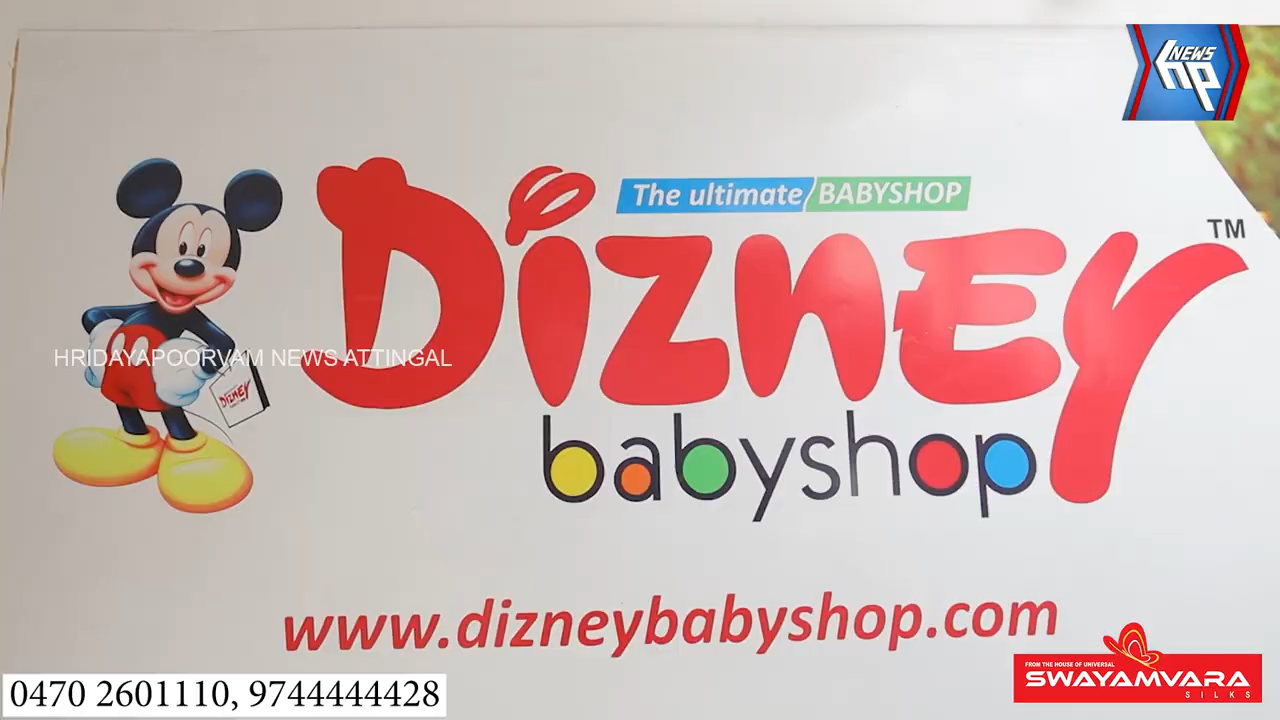 NEWS
hp
The ultimate BABYSHOP
Dizney TM
HRIDAYAPOORVAM NEWS ATTINGAL
Dizney
babyshop
www.dizneybabyshop.com
FROM THE HOUSE OF UNIVERSAL
SWAYAMVARA
SILKS
0470 2601110, 9744444428